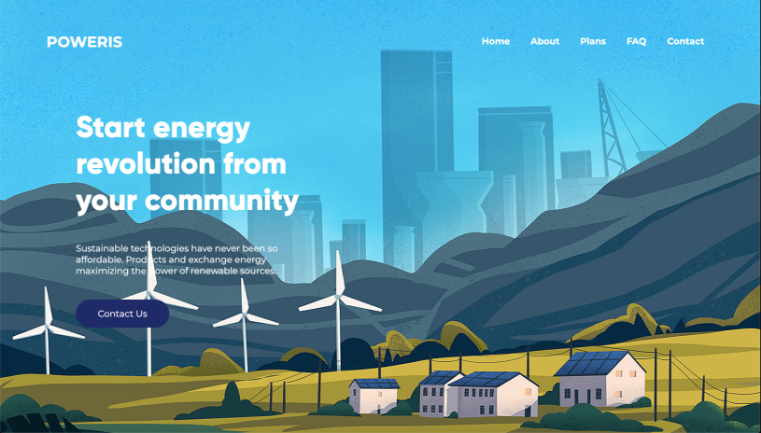 POWERIS
Home About Plans FAQ Contact
Start energy
revolution from
your community
Sustainable technologies have never been so
affordable. Products and exchange energy
maximizing the power of renewable sources.
Contact Us